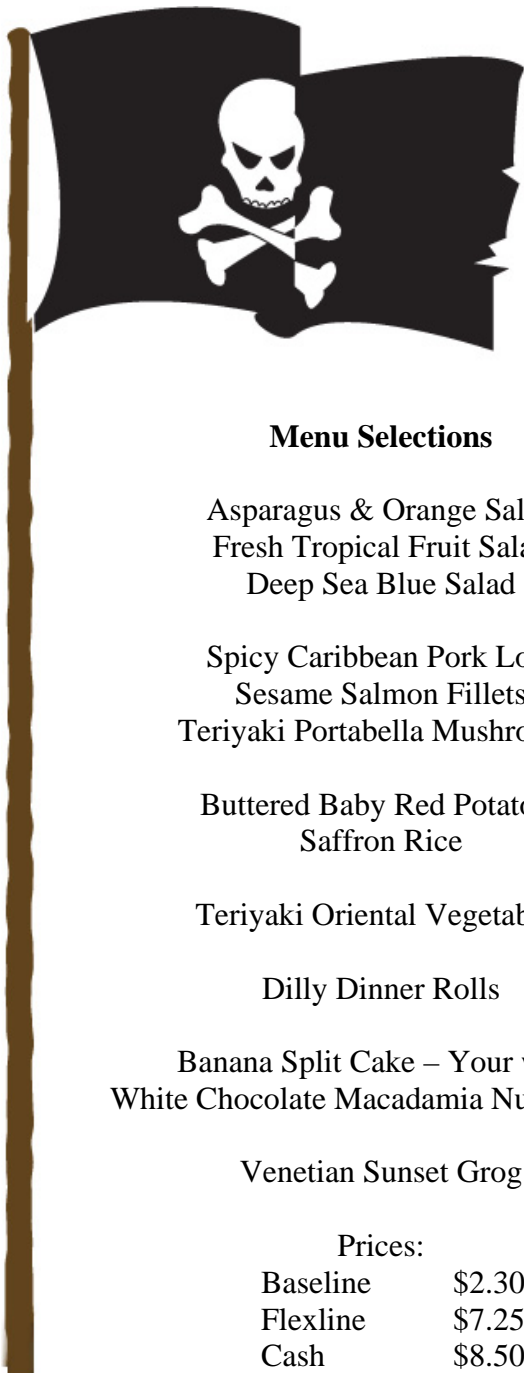 Menu Selections
Asparagus & Orange
Fresh Tropical Fruit
Deep Sea Blue Salad
Spicy Caribbean Pork
Sesame Salmon Fillets
Teriyaki Portabella
Buttered Baby Red
Saffron Rice
Teriyaki Oriental
Dilly Dinner Rolls
Banana Split Cake – Your
White Chocolate Macadamia
Venetian Sunset Grog
Prices:
Baseline $2.30
Flexline $7.25
Cash $8.50